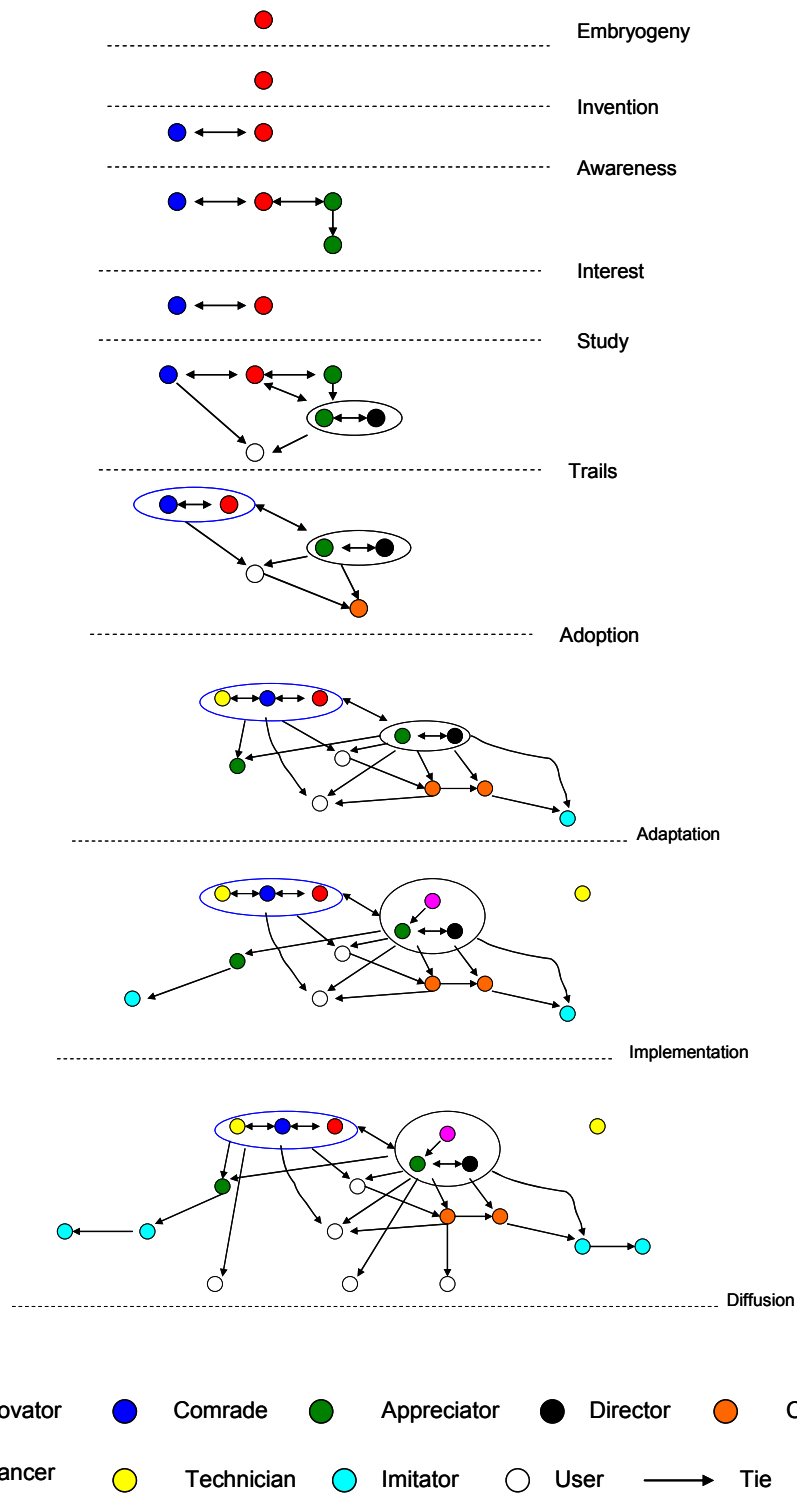 Embryogeny
Invention
Awareness
Interest
Study
Trails
Adoption
Adaptation
Implementation
Diffusion
ovator Comrade Appreciator Director
ancer Technician Imitator User Tie